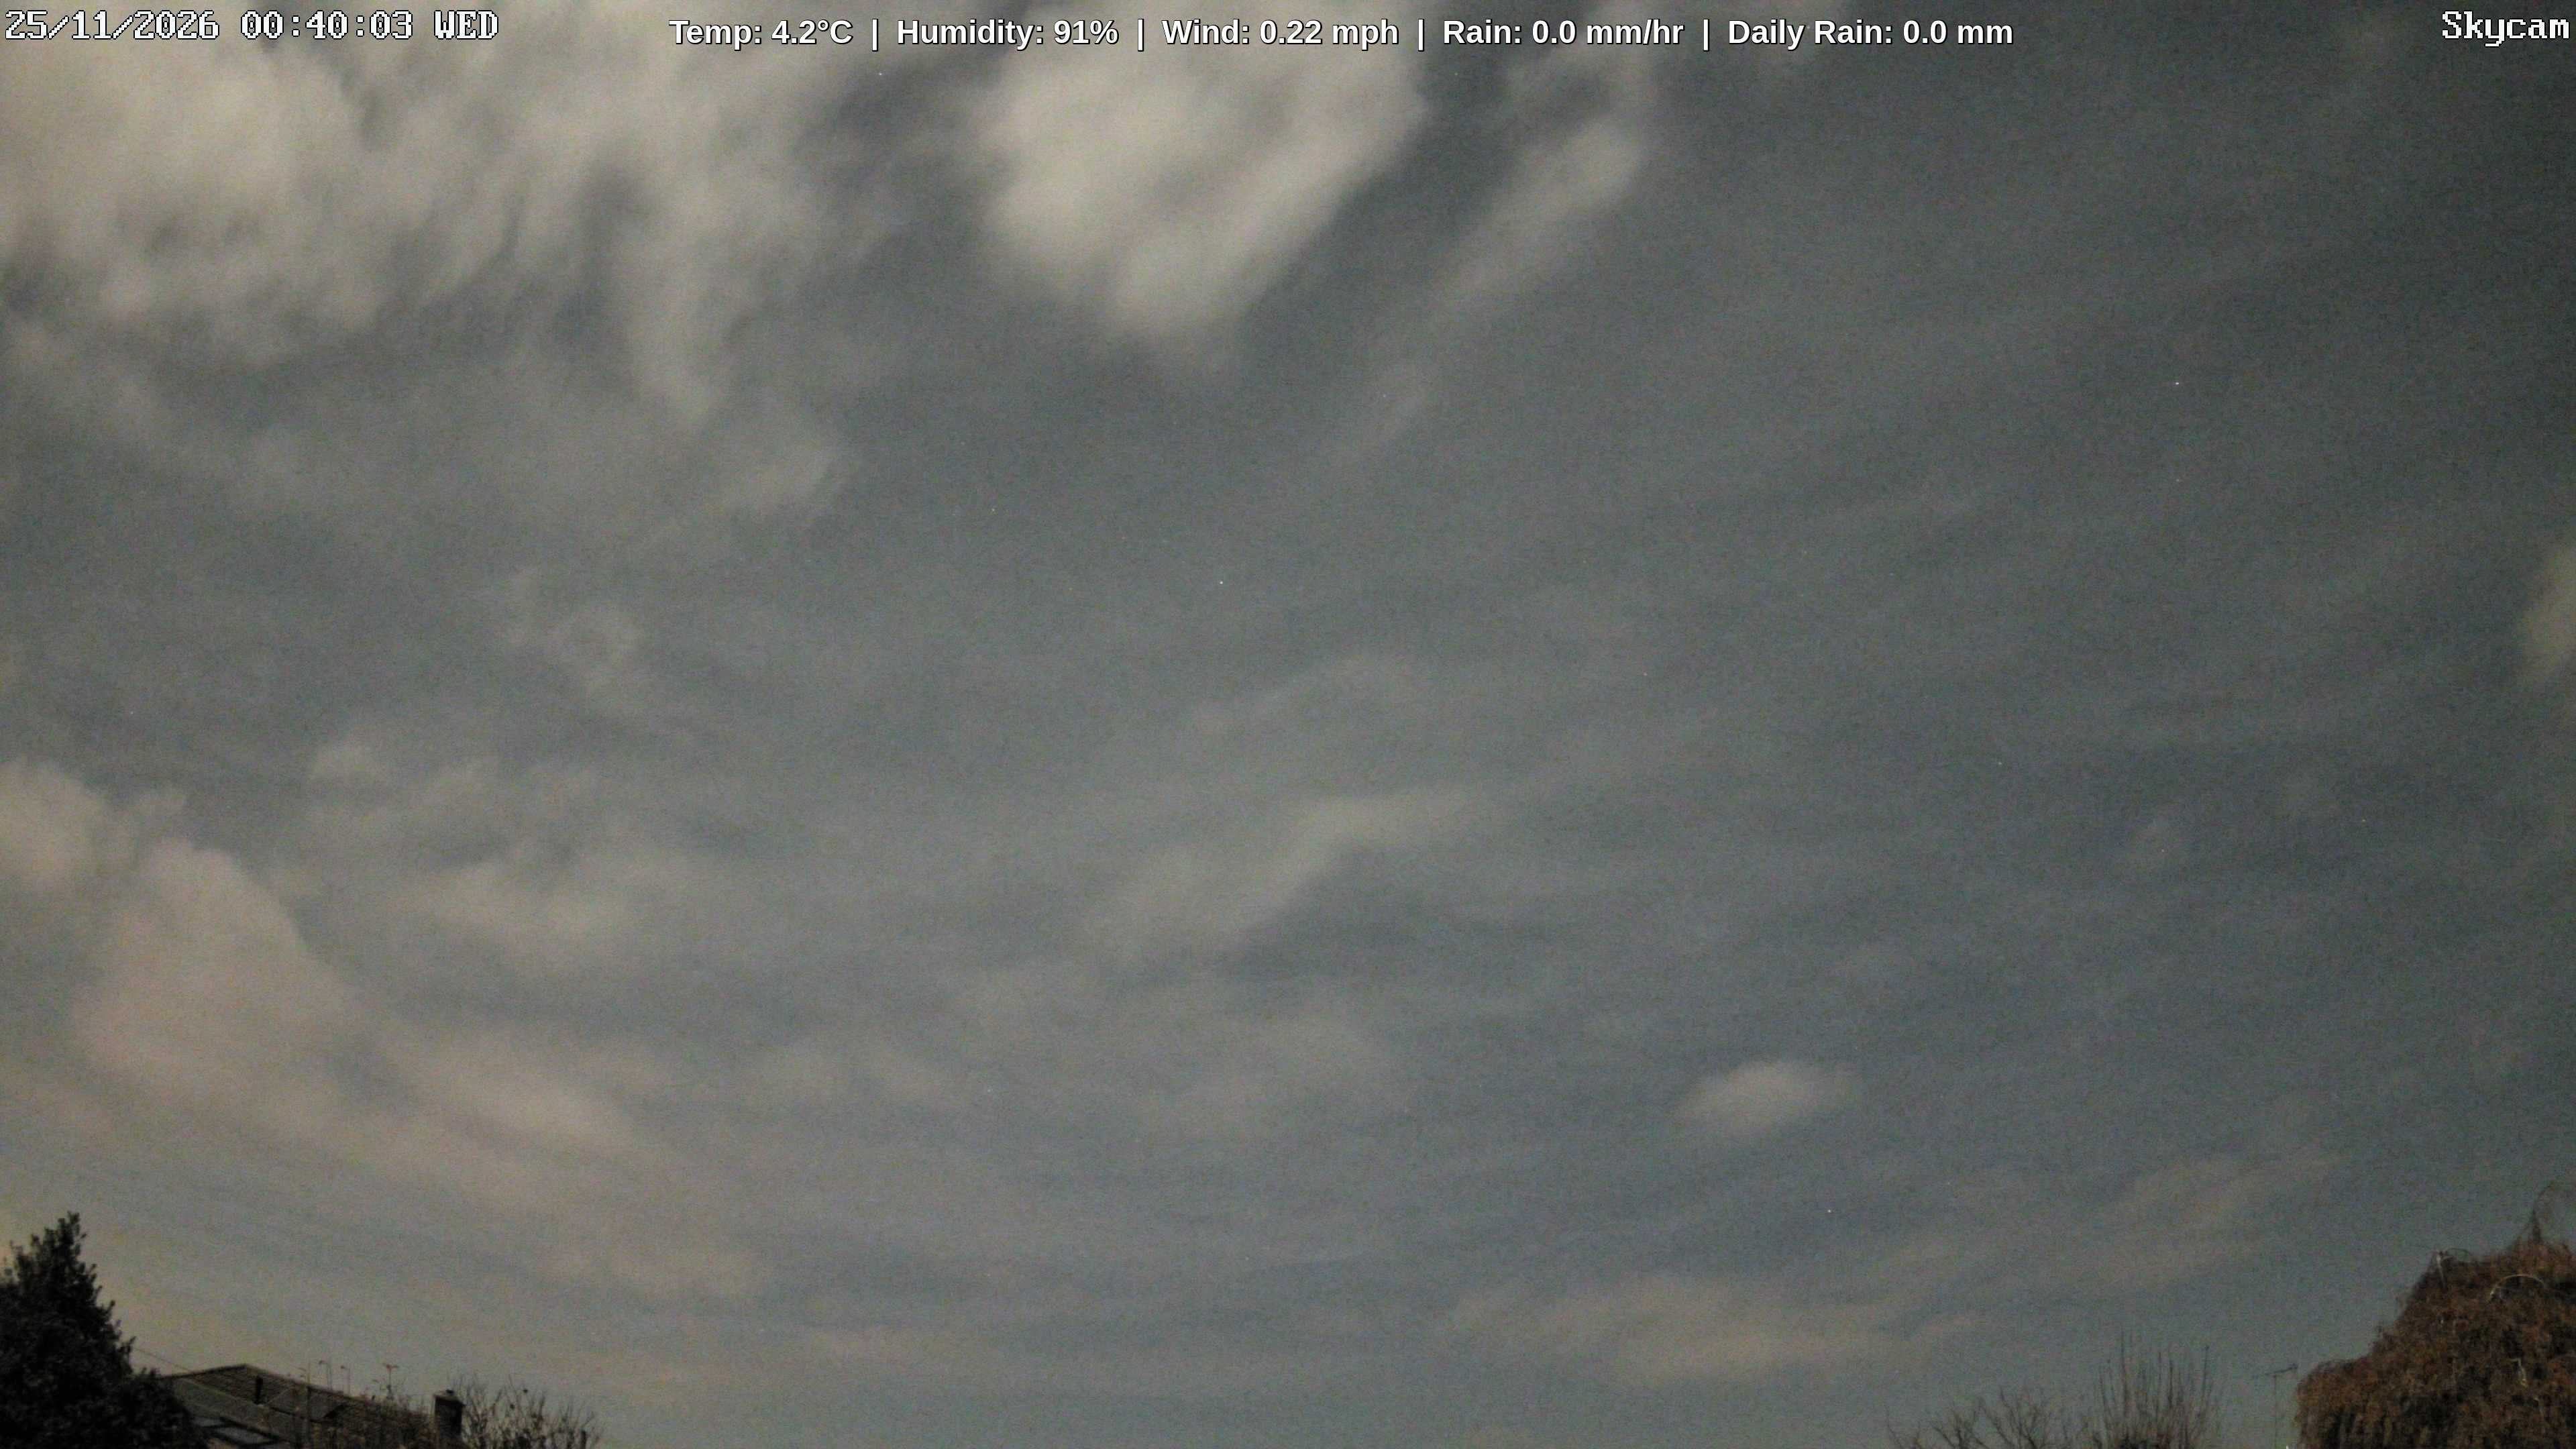 25/11/2026 00:40:03 WED
Temp: 4.2°C | Humidity: 91% | Wind: 0.22 mph | Rain: 0.0 mm/hr | Daily Rain: 0.0 mm
Skycam